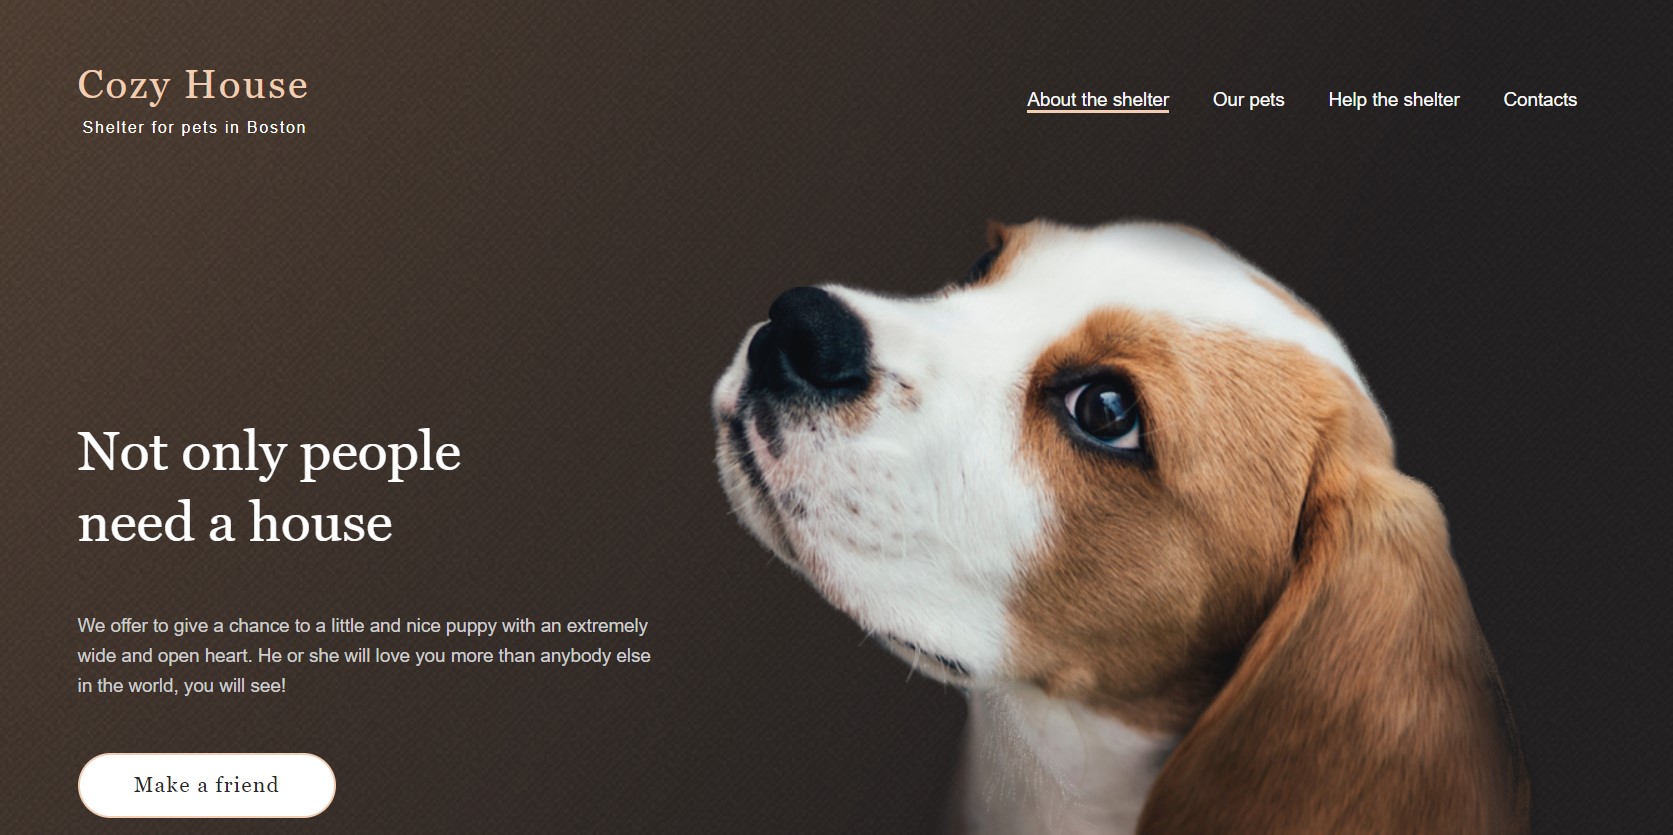 Cozy House
Shelter for pets in Boston
About the shelter
Our pets
Help the shelter
Contacts
Not only people
need a house
We offer to give a chance to a little and nice puppy with an extremely
wide and open heart. He or she will love you more than anybody else
in the world, you will see!
Make a friend